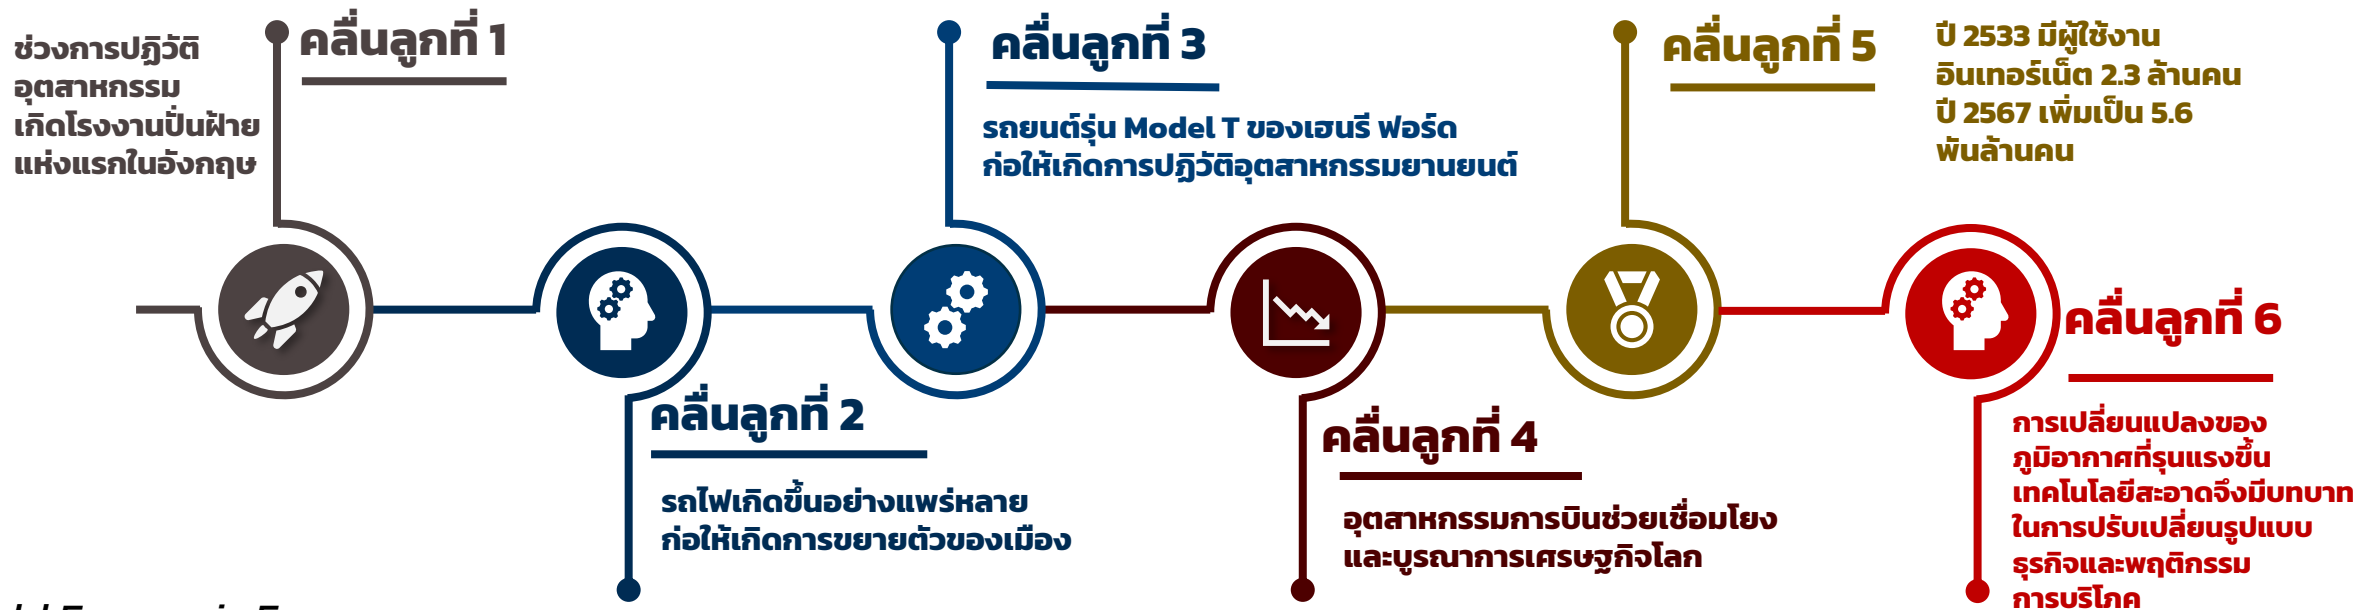 คลื่นลูกที่ 1
ช่วงการปฏิวัติ
อุตสาหกรรม
เกิดโรงงานปั่นฝ้าย
แห่งแรกในอังกฤษ
คลื่นลูกที่ 2
รถไฟเกิดขึ้นอย่างแพร่หลาย
ก่อให้เกิดการขยายตัวของเมือง
คลื่นลูกที่ 3
รถยนต์รุ่น Model T ของเฮนรี ฟอร์ด
ก่อให้เกิดการปฏิวัติอุตสาหกรรมยานยนต์
คลื่นลูกที่ 4
อุตสาหกรรมการบินช่วยเชื่อมโยง
และบูรณาการเศรษฐกิจโลก
คลื่นลูกที่ 5
ปี 2533 มีผู้ใช้งาน
อินเทอร์เน็ต 2.3 ล้านคน
ปี 2567 เพิ่มเป็น 5.6
พันล้านคน
คลื่นลูกที่ 6
การเปลี่ยนแปลงของ
ภูมิอากาศที่รุนแรงขึ้น
เทคโนโลยีสะอาดจึงมีบทบาท
ในการปรับเปลี่ยนรูปแบบ
ธุรกิจและพฤติกรรม
การบริโภค